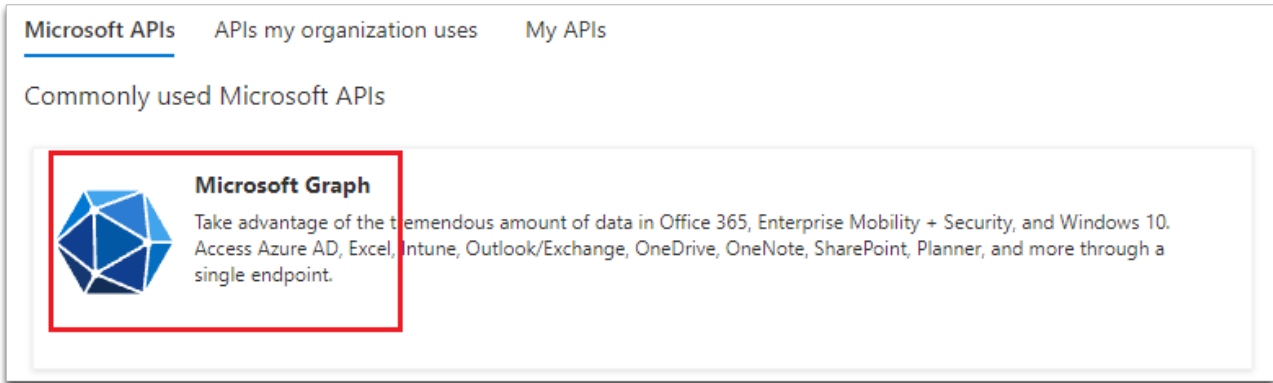 Microsoft APIs APIs my organization uses My APIs
Commonly used Microsoft APIs
Microsoft Graph
Take advantage of the tremendous amount of data in Office 365, Enterprise Mobility + Security, and Windows 10.
Access Azure AD, Excel, Intune, Outlook/Exchange, OneDrive, OneNote, SharePoint, Planner, and more through a
single endpoint.